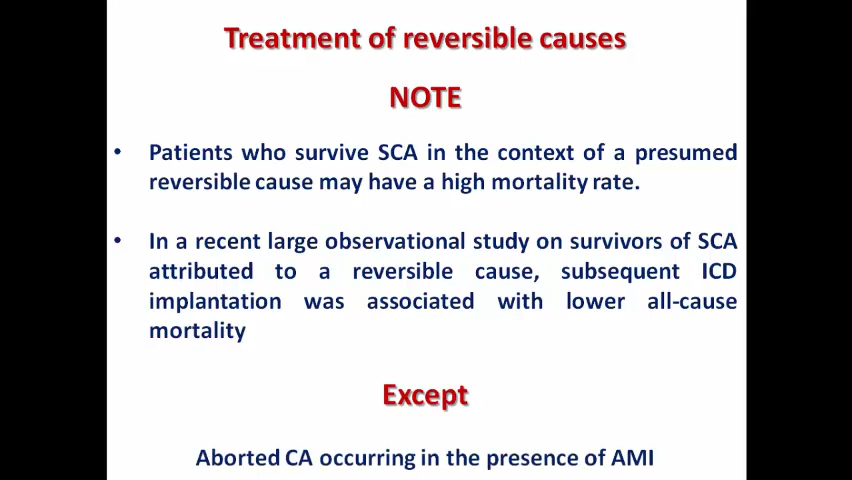 Treatment of reversible causes
NOTE
• Patients who survive SCA in the context of a presumed
reversible cause may have a high mortality rate.
• In a recent large observational study on survivors of SCA
attributed to a reversible cause, subsequent ICD
implantation was associated with lower all-cause
mortality
Except
Aborted CA occurring in the presence of AMI